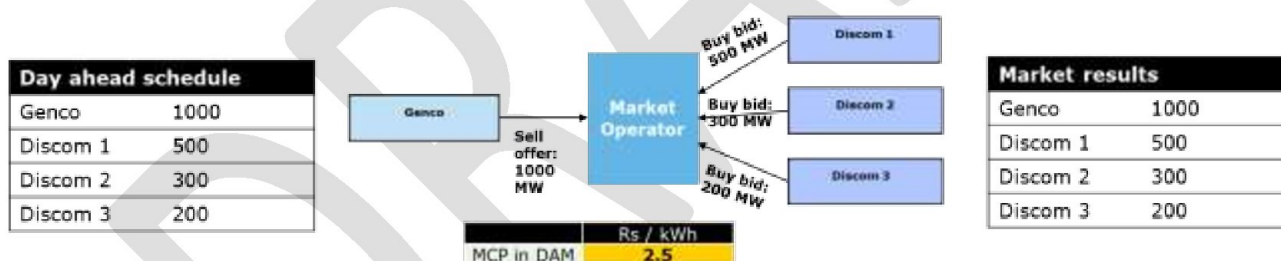 Day ahead schedule
Genco 1000
Discom 1 500
Discom 2 300
Discom 3 200
Genco
Sell
offer:
1000
MW
Market
Operator
Buy bid:
500 MW
Buy bid:
300 MW
Buy bid:
200 MW
Discom 1
Discom 2
Discom 3
Rs / kWh
MCP in DAM 2.5
Market results
Genco 1000
Discom 1 500
Discom 2 300
Discom 3 200